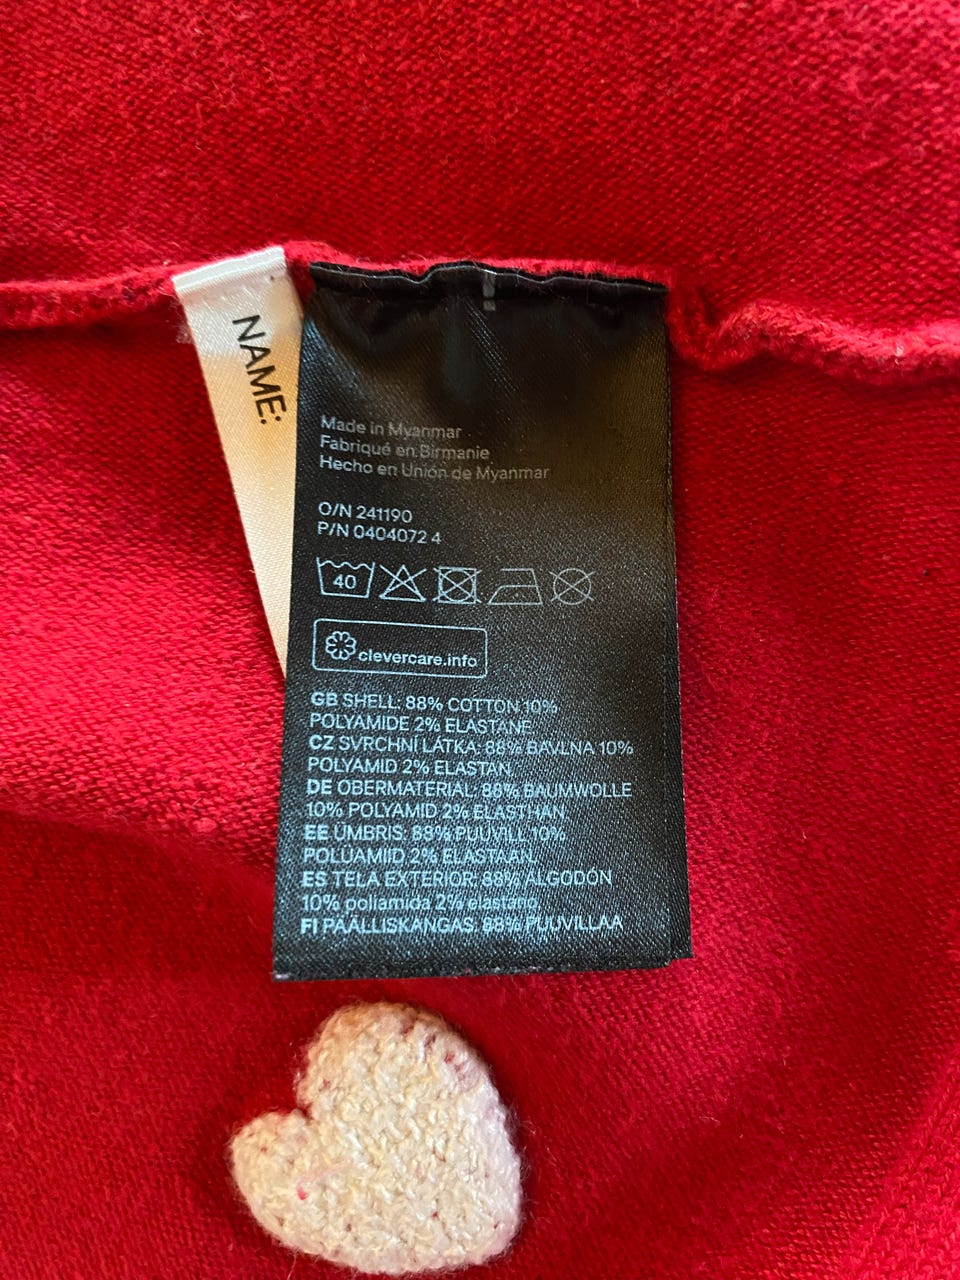 NAME:
Made in Myanmar
Fabriqué en Birmanie
Hecho en Unión de Myanmar
O/N 241190
P/N 0404072 4
40
clevercare.info
GB SHELL: 88% COTTON 10%
POLYAMIDE 2% ELASTANE
CZ SVRCHNÍ LÁTKA: 88% BAVLNA 10%
POLYAMID 2% ELASTAN.
DE OBERMATERIAL: 88% BAUMWOLLE
10% POLYAMID 2% ELASTHAN
EE ÜMBRIS: 88% PUUVILL 10%
POLUAMIID 2% ELASTAAN.
ES TELA EXTERIOR: 88% ALGODÓN
10% poliamida 2% elastano
FI PÄÄLLISKANGAS: 88% PUUVILLAA